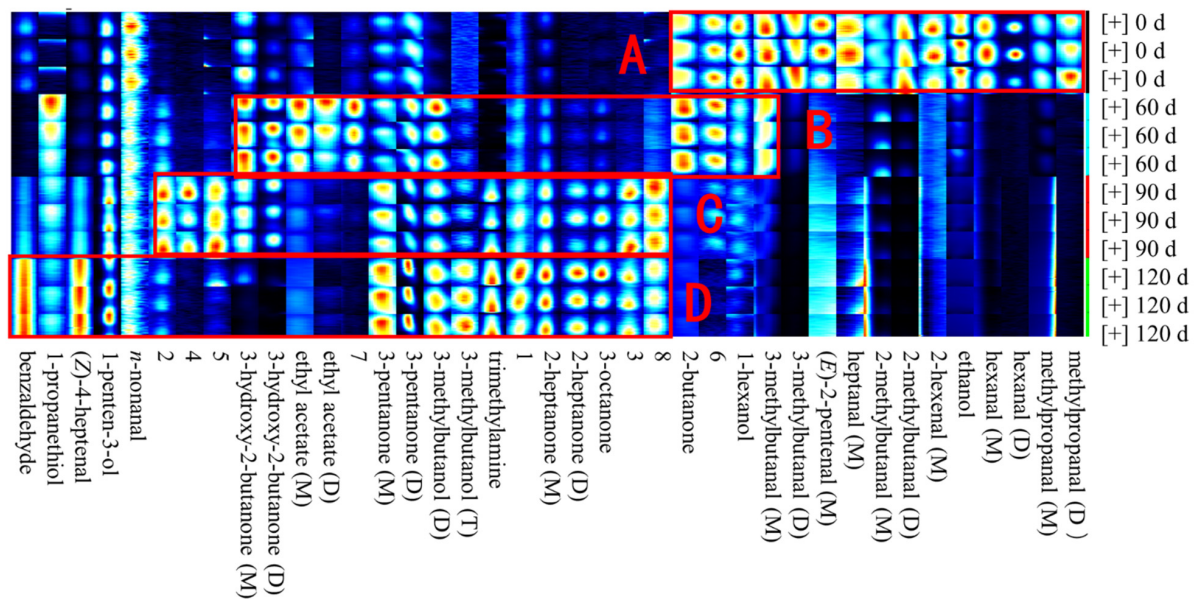 A
B
C
D
[+] 0 d
[+] 0 d
[+] 0 d
[+] 60 d
[+] 60 d
[+] 60 d
[+] 90 d
[+] 90 d
[+] 90 d
[+] 120 d
[+] 120 d
[+] 120 d
benzaldehyde
1-propanethiol
(Z)-4-heptenal
1-penten-3-ol
n-nonanal
2
4
5
3-hydroxy-2-butanone (M)
3-hydroxy-2-butanone (D)
ethyl acetate (M)
ethyl acetate (D)
7
3-pentanone (M)
3-pentanone (D)
3-methylbutanol (D)
3-methylbutanol (T)
trimethylamine
1
2-heptanone (M)
2-heptanone (D)
3-octanone
3
8
2-butanone
6
1-hexanol
3-methylbutanal (M)
3-methylbutanal (D)
(E)-2-pentenal (M)
heptanal (M)
2-methylbutanal (M)
2-methylbutanal (D)
2-hexenal (M)
ethanol
hexanal (M)
hexanal (D)
methylpropanal (M)
methylpropanal (D )